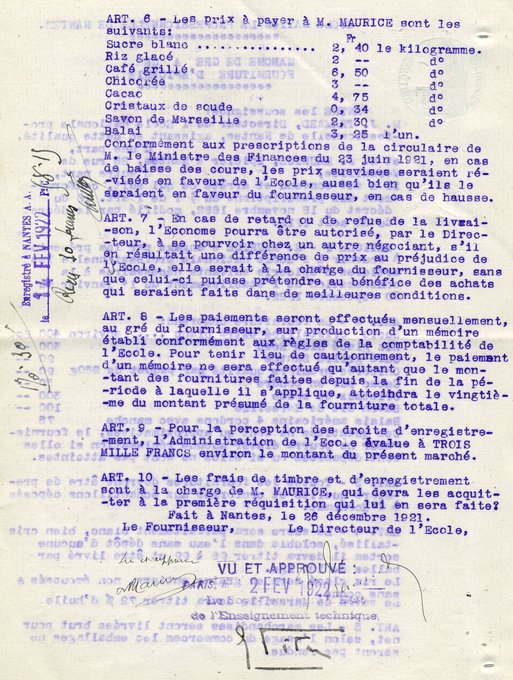 ART. 6 - Les prix à payer à M. MAURICE sont les
suivants:
Fr
Sucre blanc ................. 2, 40 le kilogramme.
Riz glacé 2 -- d°
Café grillé 6, 50 d°
Chicorée 3 -- d°
Cacao 4, 75 d°
Cristaux de soude 0, 34 d°
Savon de Marseille 2, 30 d°
Balai 3, 25 l'un.
Conformément aux prescriptions de la circulaire de
M. le Ministre des Finances du 23 juin 1921, en cas
de baisse des cours, les prix susvises seraient ré-
visés en faveur de l'Ecole, aussi bien qu'ils le
seraient en faveur du fournisseur, en cas de hausse.
ART. 7 - En cas de retard ou de refus de la livrai-
son, l'Econome pourra être autorisé, par le Direc-
teur, à se pourvoir chez un autre négociant, s'il
en résultait une différence de prix au préjudice de
l'Ecole, elle serait à la charge du fournisseur, sans
que celui-ci puisse prétendre au bénéfice des achats
qui seraient faits dans de meilleures conditions.
ART. 8 - Les paiements seront effectués mensuellement,
au gré du fournisseur, sur production d'un mémoire
établi conformément aux règles de la comptabilité de
l'Ecole. Pour tenir lieu de cautionnement, le paiement
d'un mémoire ne sera effectué qu'autant que le mon-
tant des fournitures faites depuis la fin de la pé-
riode à laquelle il s'applique, atteindra le vingtiè-
me du montant présumé de la fourniture totale.
ART. 9 - Pour la perception des droits d'enregistre-
ment, l'Administration de l'Ecole évalue à TROIS
MILLE FRANCS environ le montant du présent marché.
ART. 10 - Les frais de timbre et d'enregistrement
sont à la charge de M. MAURICE, qui devra les acquit-
ter à la première réquisition qui lui en sera faite.
Fait à Nantes, le 26 décembre 1921.
Le Fournisseur, Le Directeur de l'Ecole,
VU ET APPROUVÉ:
PARIS, 2 FEV 1922
de l'Enseignement technique
Enregistré à NANTES A. A.
le 14 FEV 1922